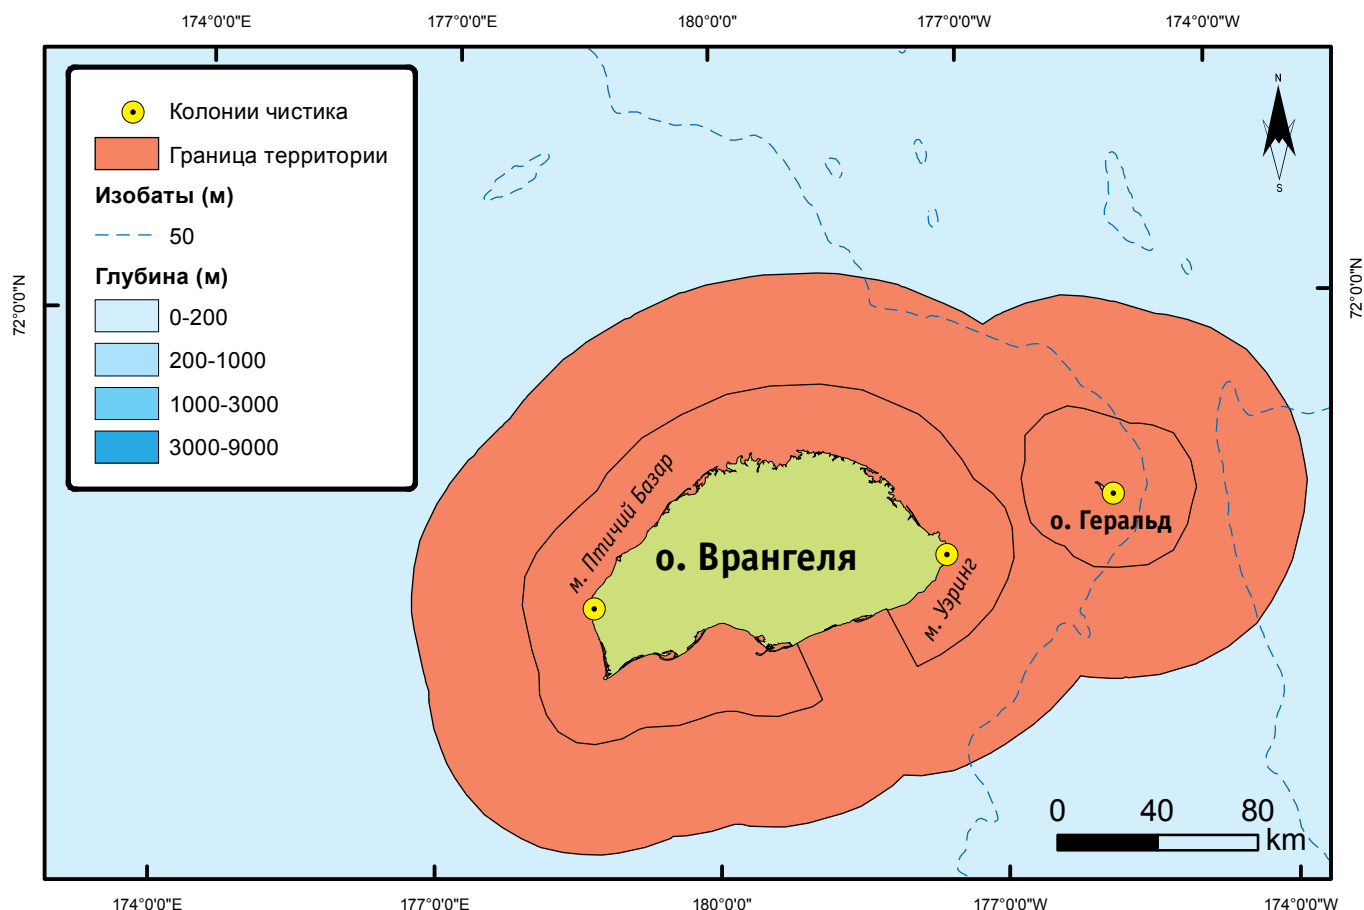 174°0'0"E
177°0'0"E
180°0'0"
177°0'0"W
174°0'0"W
N
S
Колонии чистика
Граница территории
Изобаты (м)
50
Глубина (м)
0-200
200-1000
1000-3000
3000-9000
72°0'0"N
72°0'0"N
м. Птичий Базар
о. Врангеля
м. Уэринг
о. Геральд
0 40 80
km
174°0'0"E
177°0'0"E
180°0'0"
177°0'0"W
174°0'0"W